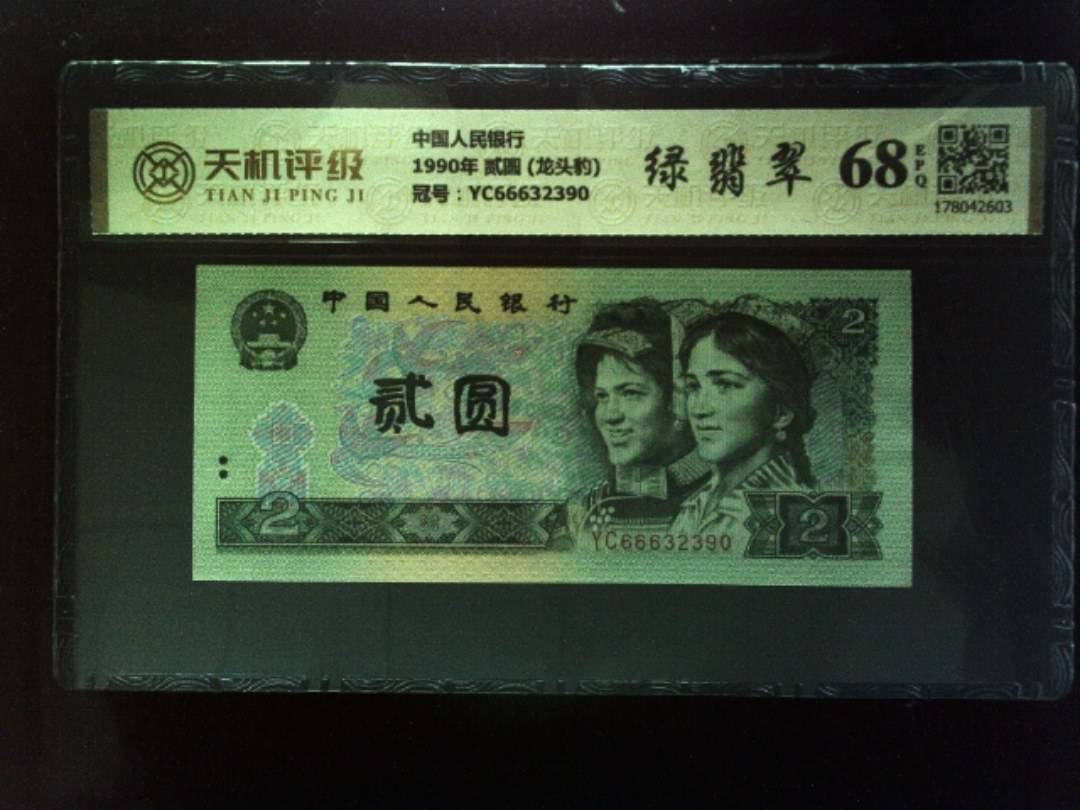 天机评级
TIAN JI PING JI
中国人民银行
1990年 贰圆 (龙头豹)
冠号：YC66632390
绿翡翠
68
EPQ
178042603
中国人民银行
2
贰圆
2
YC66632390
2